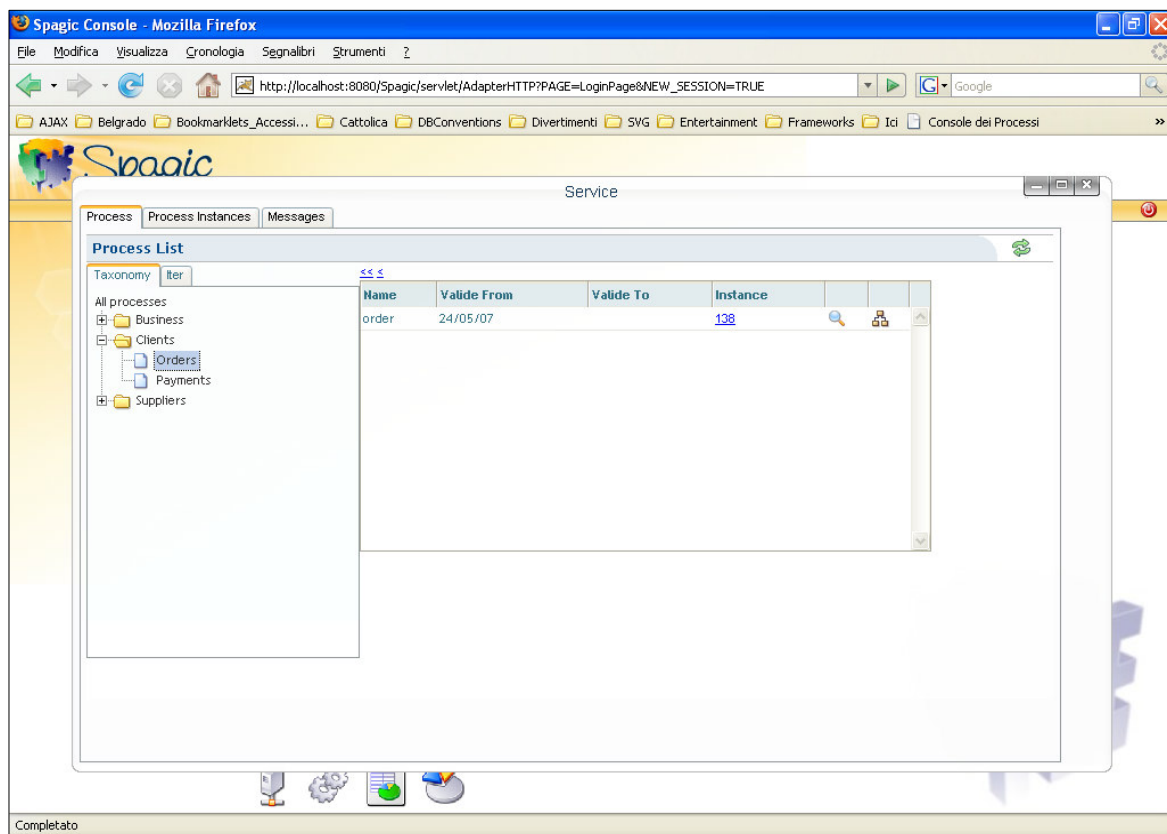 Spagic Console - Mozilla Firefox
File Modifica Visualizza Cronologia Segnalibri Strumenti ?
http://localhost:8080/Spagic/servlet/AdapterHTTP?PAGE=LoginPage&NEW_SESSION=TRUE G Google
AJAX Belgrado Bookmarklets_Accessi... Cattolica DBConventions Divertimenti SVG Entertainment Frameworks Ici Console dei Processi »
Spagic
Service
Process Process Instances Messages
Process List
Taxonomy Iter << <
Name Valide From Valide To Instance
All processes
order 24/05/07 138
Business
Clients
Orders
Payments
Suppliers
Completato